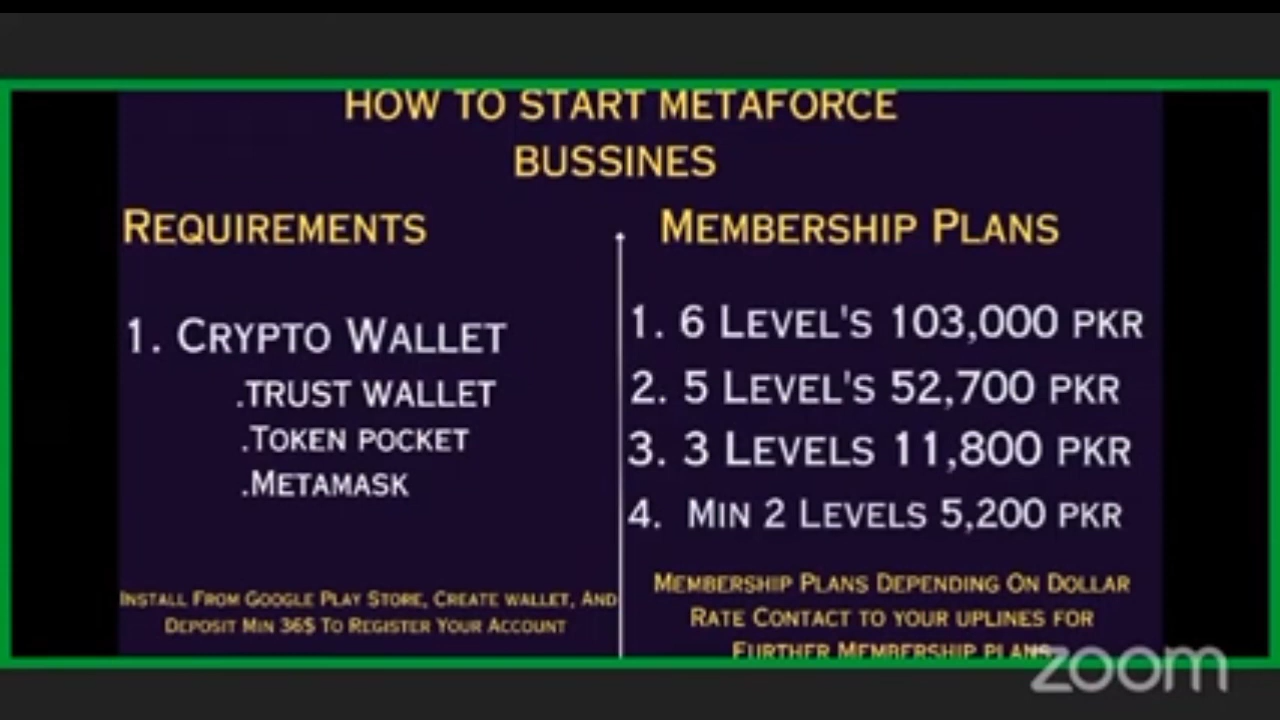 HOW TO START METAFORCE
BUSSINES
REQUIREMENTS
1. CRYPTO WALLET
.TRUST WALLET
.TOKEN POCKET
.METAMASK
INSTALL FROM GOOGLE PLAY STORE, CREATE WALLET, AND
DEPOSIT MIN 36$ TO REGISTER YOUR ACCOUNT
MEMBERSHIP PLANS
1. 6 LEVEL'S 103,000 PKR
2. 5 LEVEL'S 52,700 PKR
3. 3 LEVELS 11,800 PKR
4. MIN 2 LEVELS 5,200 PKR
MEMBERSHIP PLANS DEPENDING ON DOLLAR
RATE CONTACT TO YOUR UPLINES FOR
FURTHER MEMBERSHIP PLANS
zoom